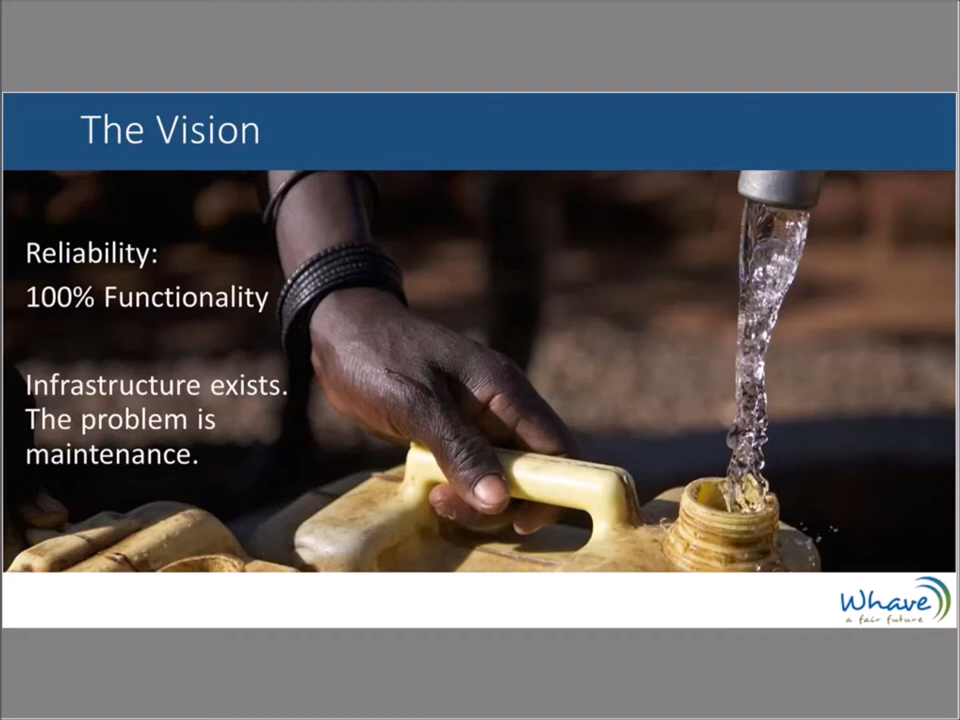 The Vision
Reliability:
100% Functionality
Infrastructure exists.
The problem is
maintenance.
Whave
a fair future